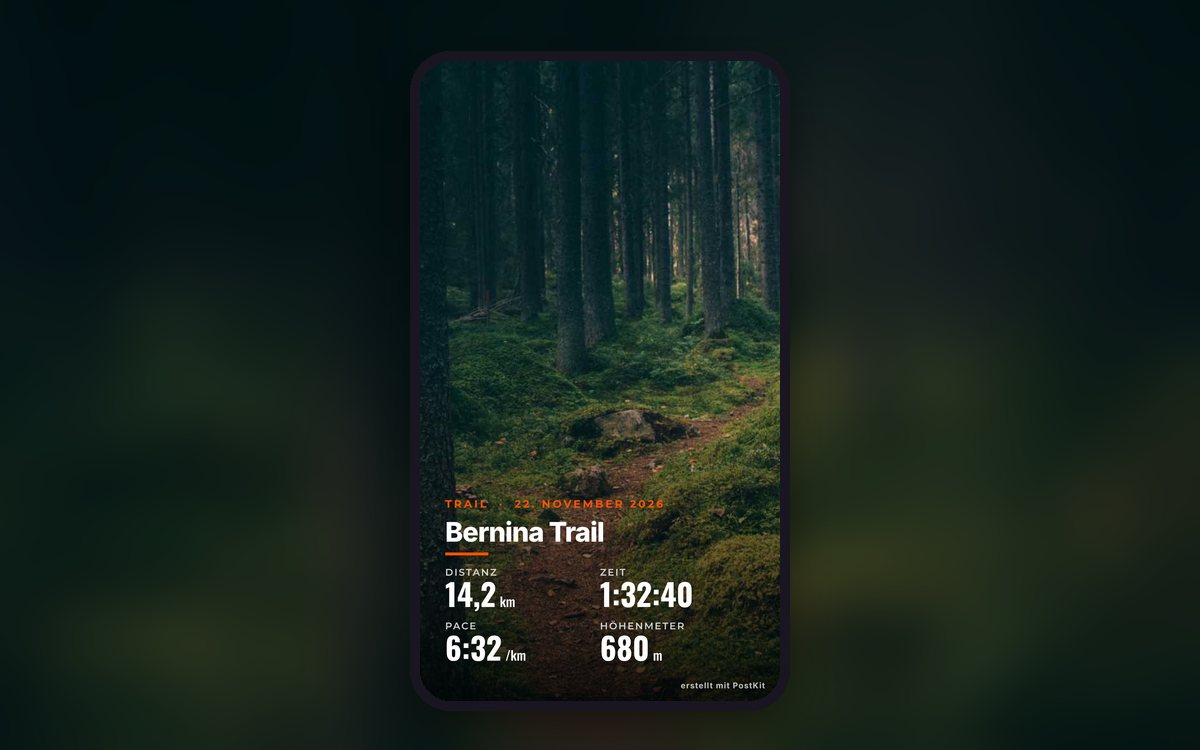 TRAIL · 22. NOVEMBER 2026
Bernina Trail
DISTANZ ZEIT
14,2 km 1:32:40
PACE HÖHENMETER
6:32 /km 680 m
erstellt mit PostKit